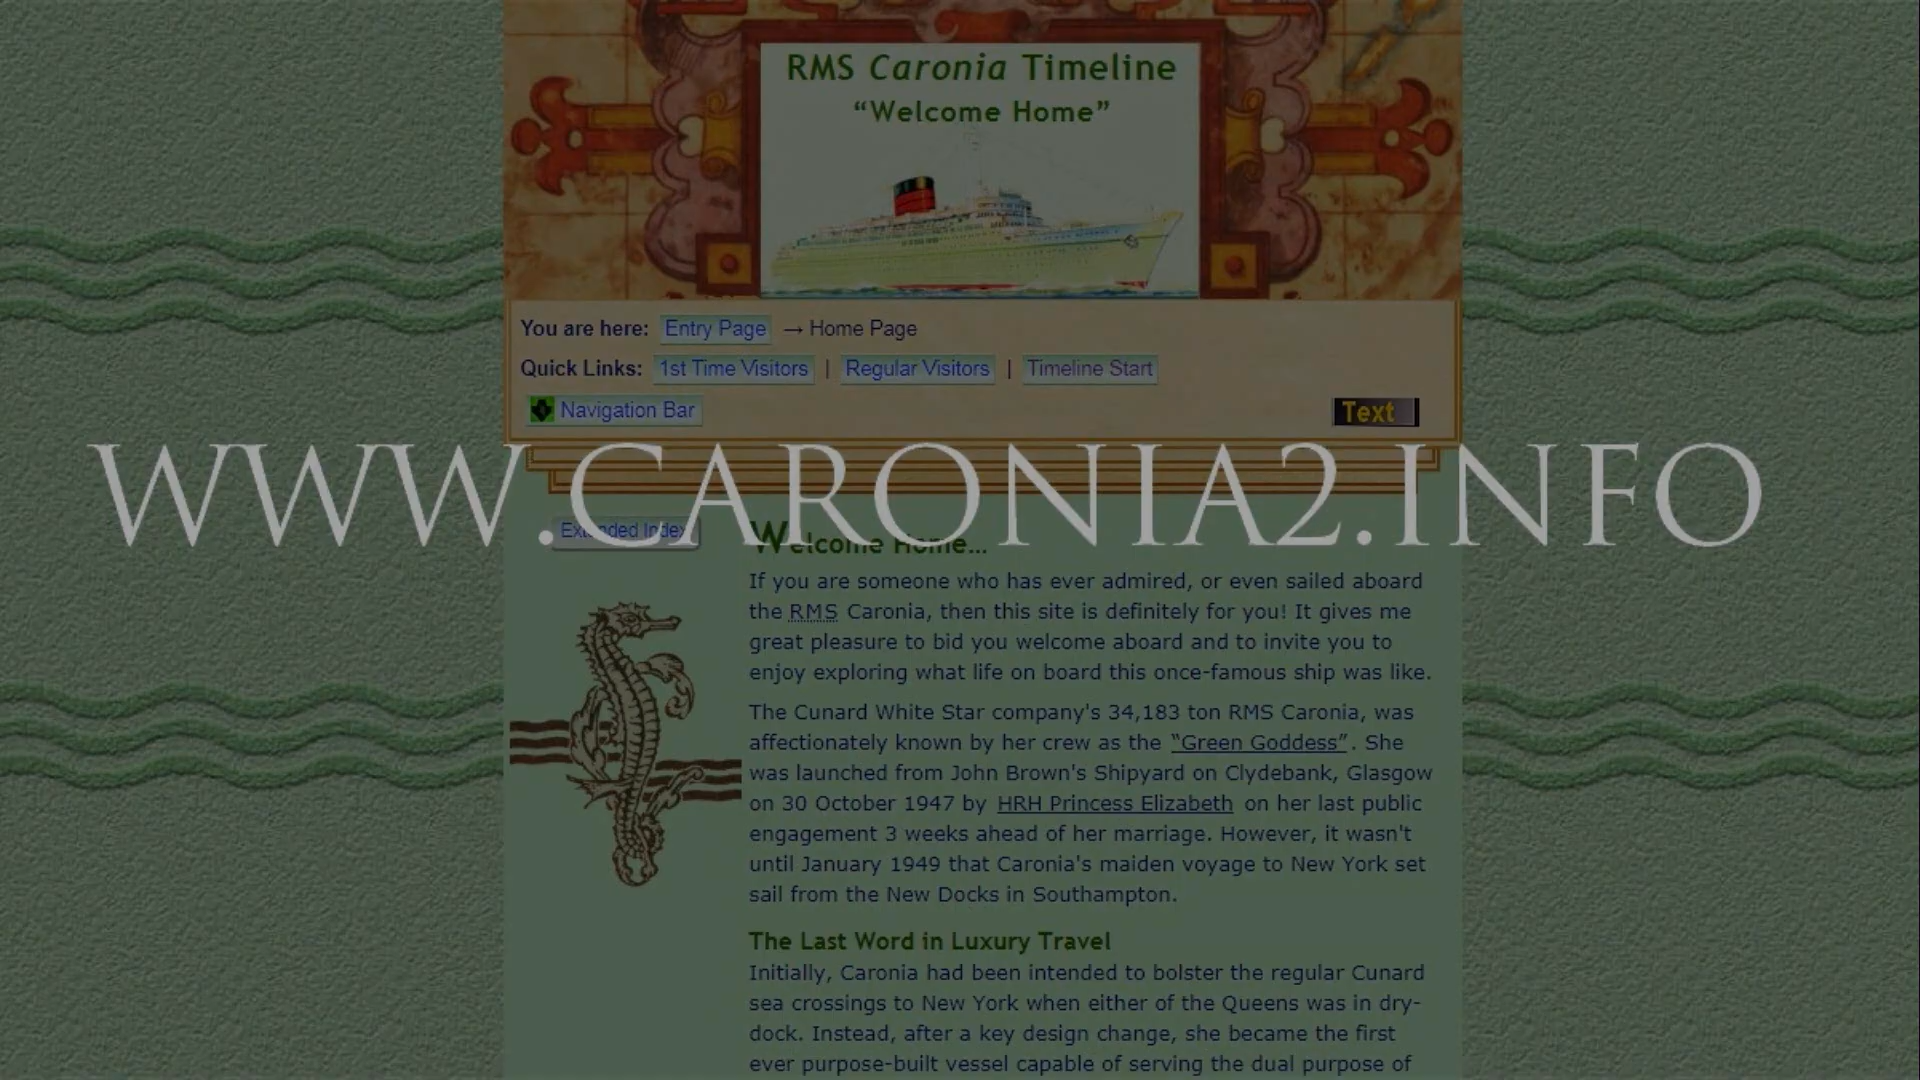 RMS Caronia Timeline
“Welcome Home”
You are here: Entry Page → Home Page
Quick Links: 1st Time Visitors | Regular Visitors | Timeline Start
Navigation Bar
Text
WWW.CARONIA2.INFO
Extended Index
Welcome Home...
If you are someone who has ever admired, or even sailed aboard
the RMS Caronia, then this site is definitely for you! It gives me
great pleasure to bid you welcome aboard and to invite you to
enjoy exploring what life on board this once-famous ship was like.
The Cunard White Star company's 34,183 ton RMS Caronia, was
affectionately known by her crew as the “Green Goddess”. She
was launched from John Brown's Shipyard on Clydebank, Glasgow
on 30 October 1947 by HRH Princess Elizabeth on her last public
engagement 3 weeks ahead of her marriage. However, it wasn't
until January 1949 that Caronia's maiden voyage to New York set
sail from the New Docks in Southampton.
The Last Word in Luxury Travel
Initially, Caronia had been intended to bolster the regular Cunard
sea crossings to New York when either of the Queens was in dry-
dock. Instead, after a key design change, she became the first
ever purpose-built vessel capable of serving the dual purpose of